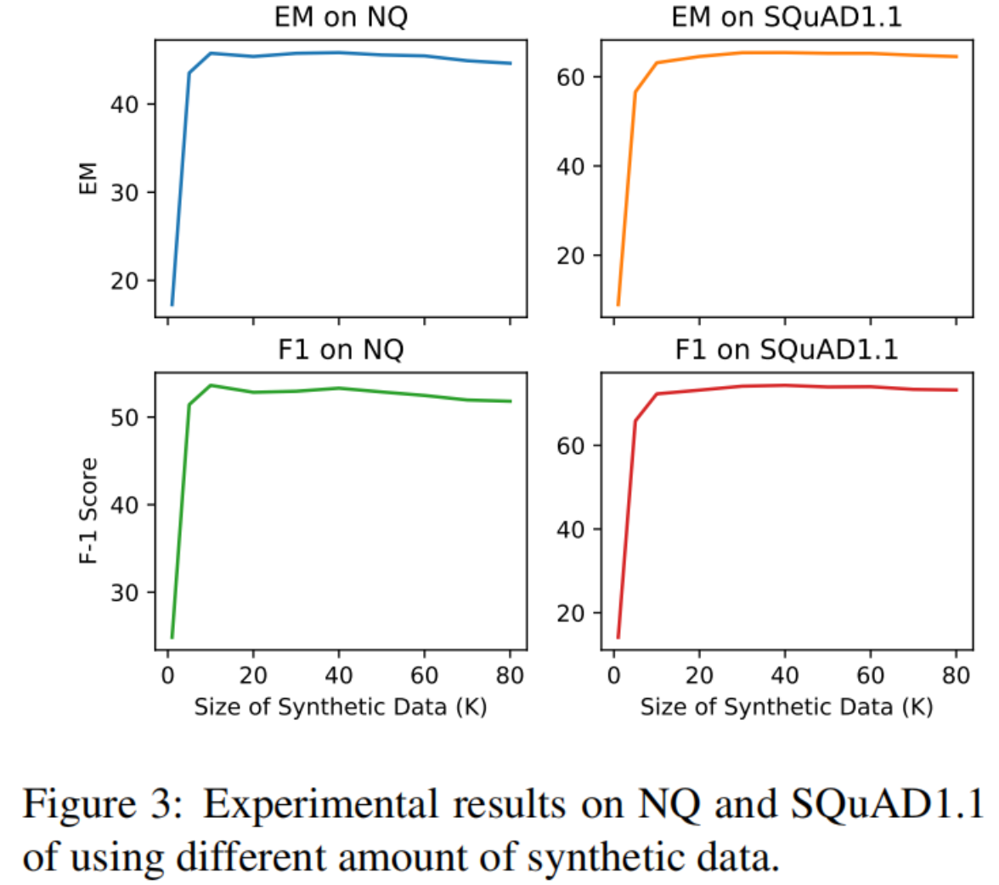 EM on NQ
EM on SQuAD1.1
EM
40
30
20
60
40
20
F1 on NQ
F1 on SQuAD1.1
F-1 Score
50
40
30
60
40
20
0 20 40 60 80
0 20 40 60 80
Size of Synthetic Data (K)
Size of Synthetic Data (K)
Figure 3: Experimental results on NQ and SQuAD1.1
of using different amount of synthetic data.